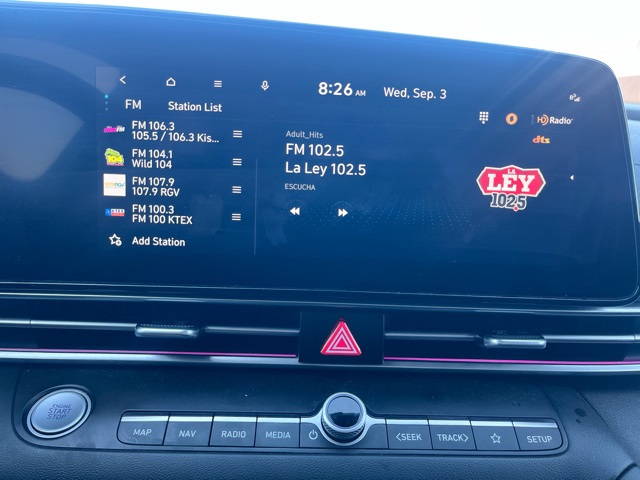 8:26 AM Wed, Sep. 3
FM Station List
HD Radio
dts
FM 106.3
105.5 / 106.3 Kis...
FM 104.1
Wild 104
FM 107.9
107.9 RGV
FM 100.3
FM 100 KTEX
Add Station
Adult_Hits
FM 102.5
La Ley 102.5
ESCUCHA
LA
LEY
102.5
ENGINE
START
STOP
MAP NAV RADIO MEDIA <SEEK TRACK> SETUP